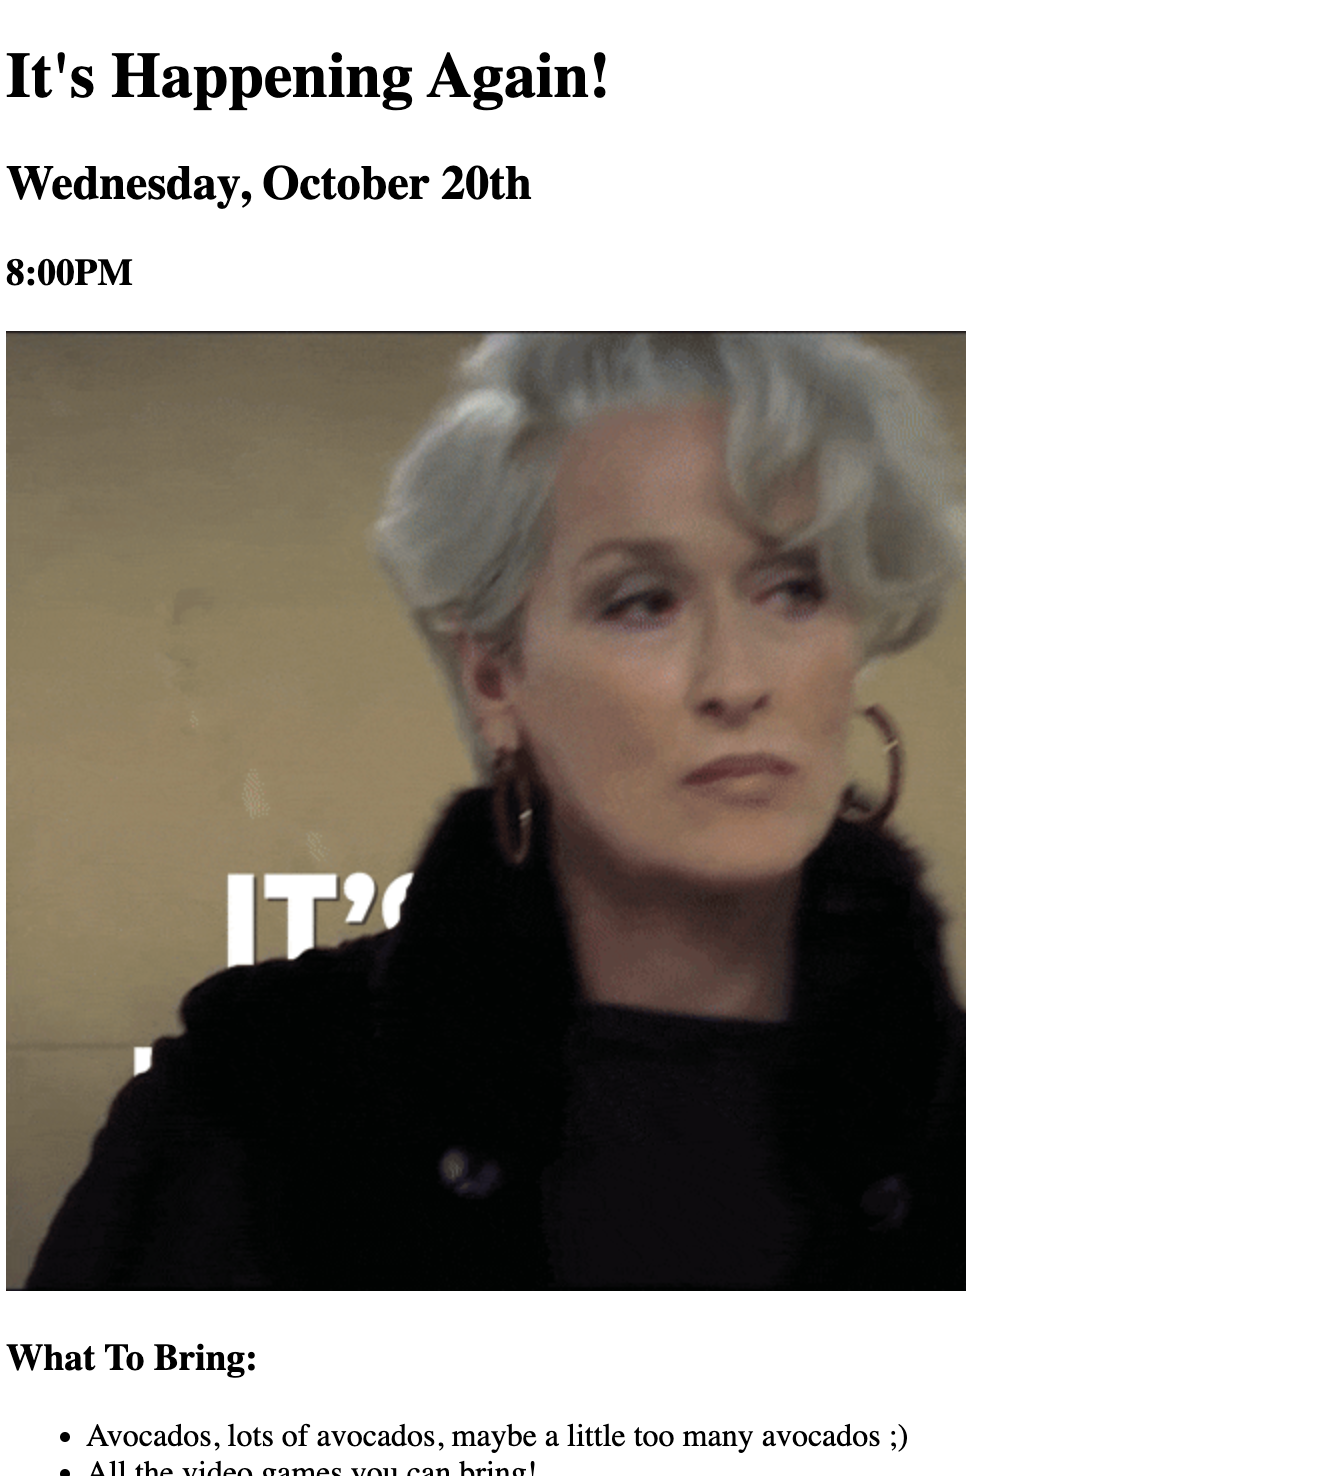 It's Happening Again!
Wednesday, October 20th
8:00PM
IT'S
What To Bring:
• Avocados, lots of avocados, maybe a little too many avocados ;)
• All the video games you can bring!